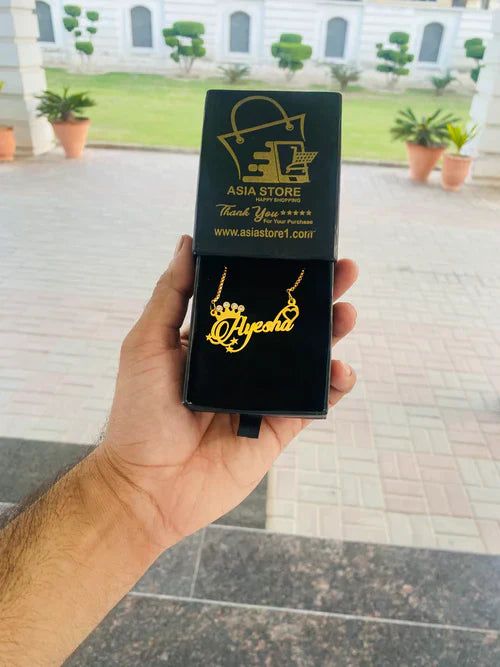 ASIA STORE
HAPPY SHOPPING
Thank You
For Your Purchase
www.asiastore1.com
Ayesha